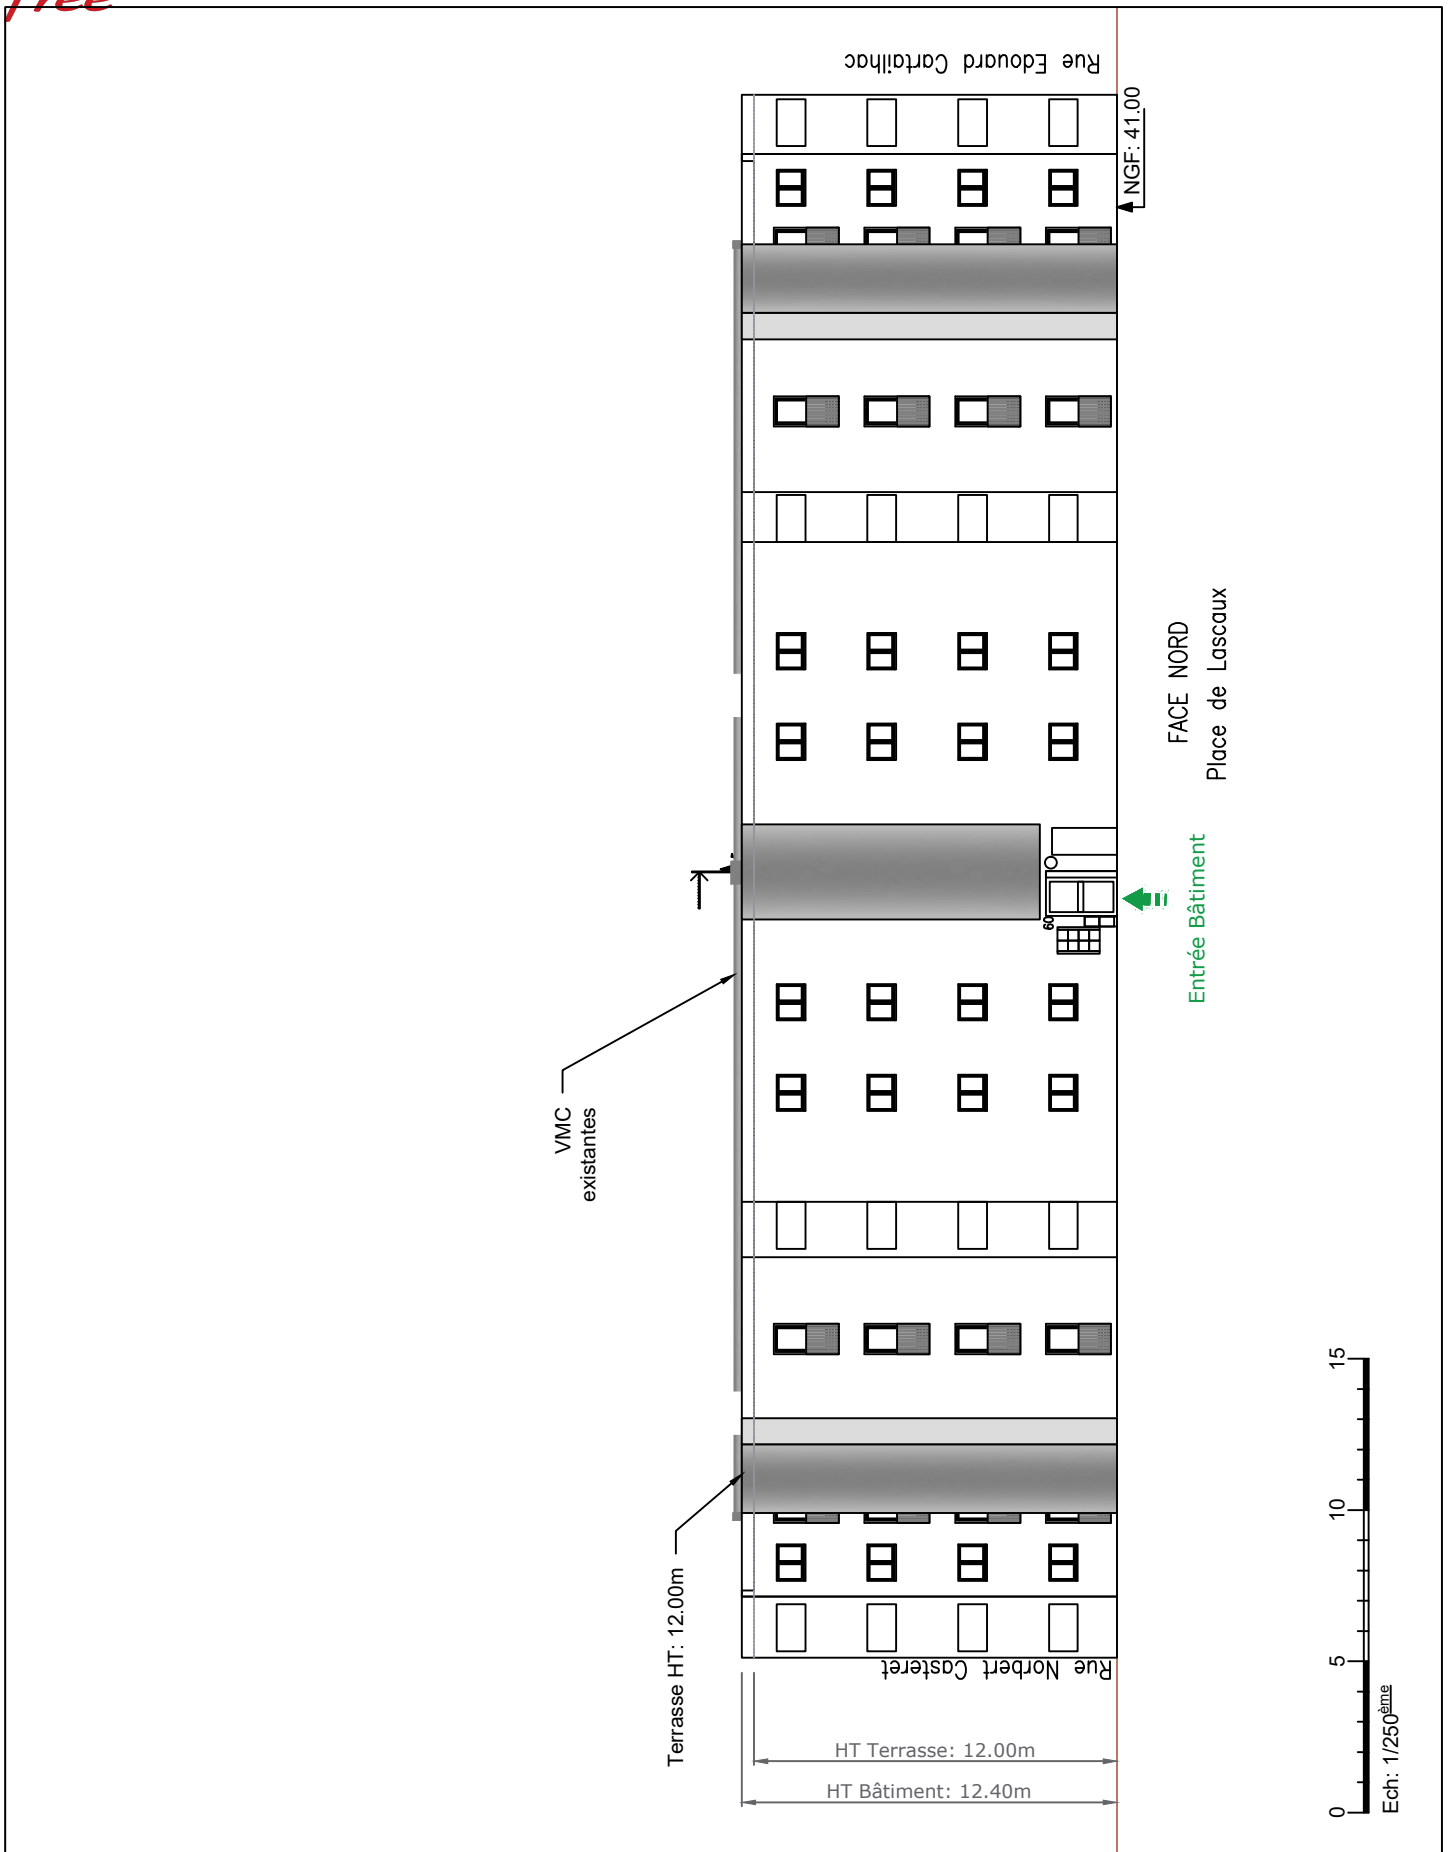 free
Rue Edouard Cartailhac
NGF: 41.00
FACE NORD
Place de Lascaux
Entrée Bâtiment
60
VMC
existantes
Terrasse HT: 12.00m
Rue Norbert Casteret
HT Terrasse: 12.00m
HT Bâtiment: 12.40m
0 5 10 15
Ech: 1/250ème